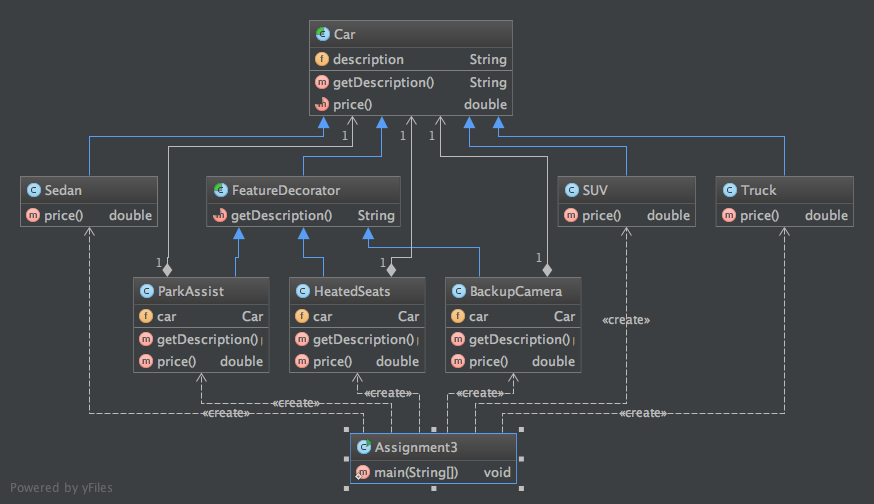 Car
description String
getDescription() String
price() double
1 1 1
Sedan
price() double
FeatureDecorator
getDescription() String
SUV
price() double
Truck
price() double
1 1 1
ParkAssist
car Car
getDescription()
price() double
HeatedSeats
car Car
getDescription()
price() double
BackupCamera
car Car
getDescription()
price() double
«create»
«create» «create» «create» «create» «create»
Assignment3
main(String[]) void
Powered by yFiles